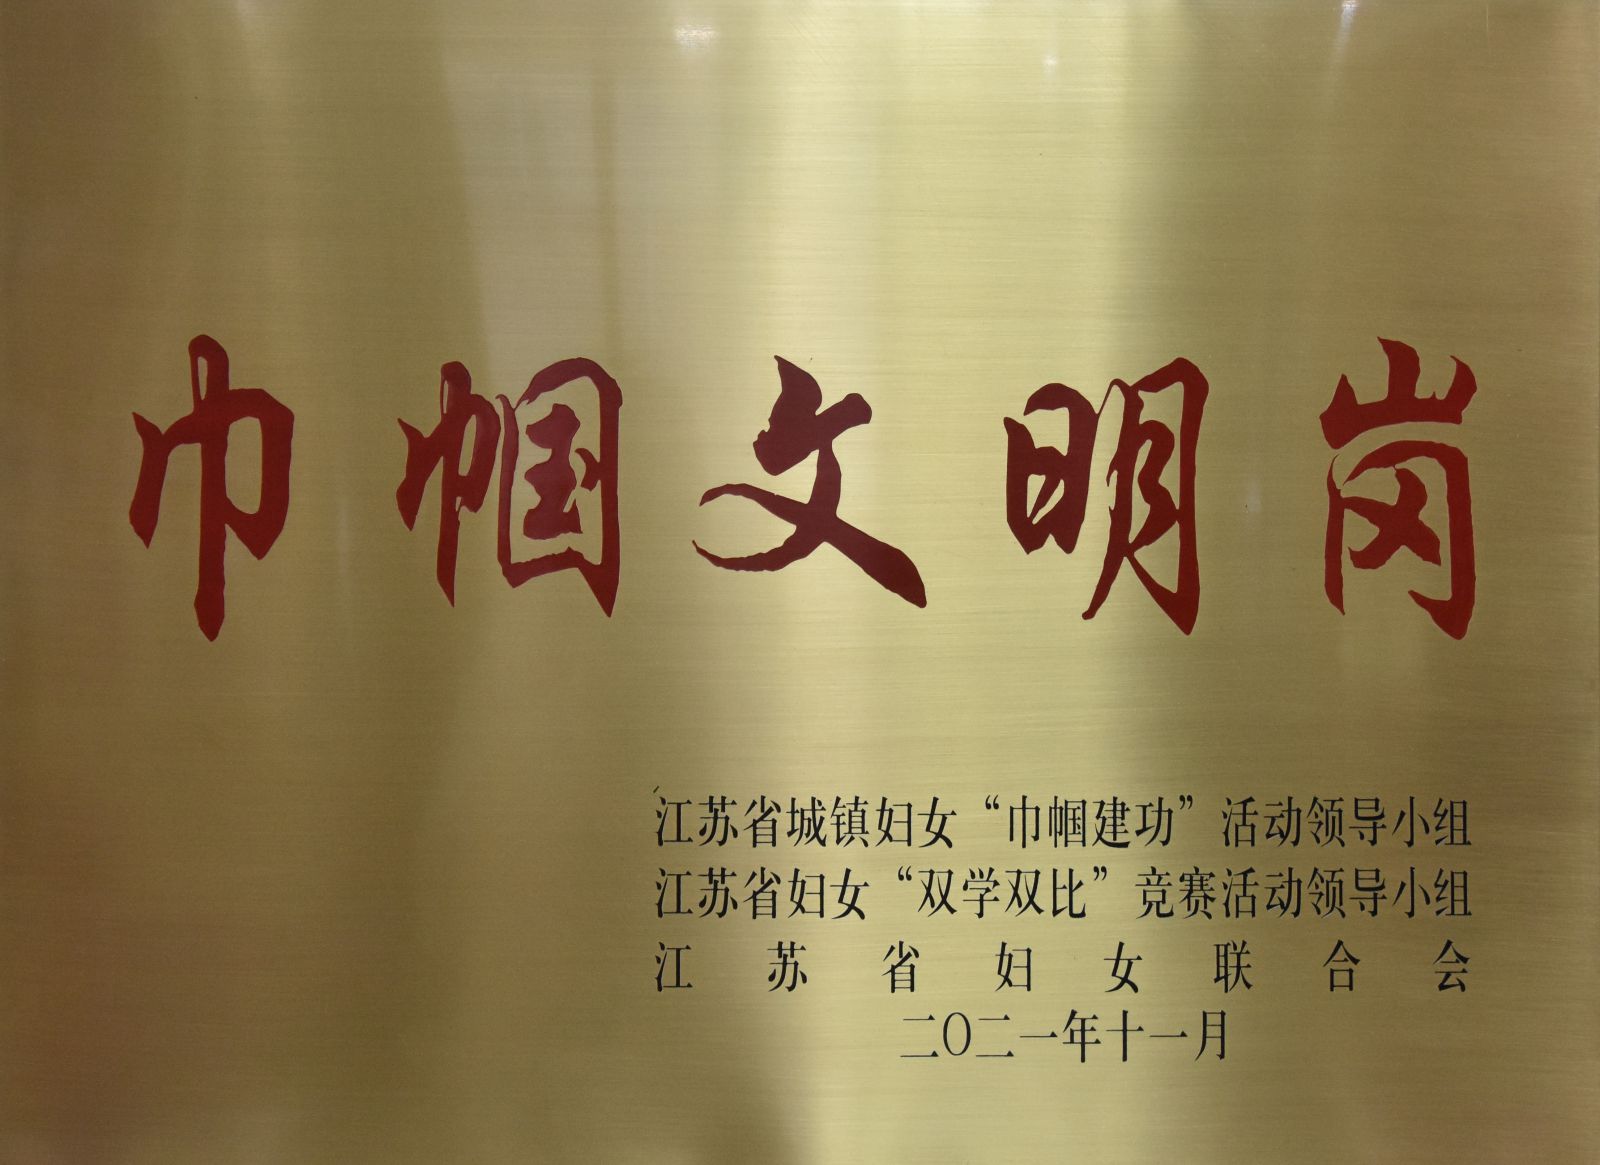 巾帼文明岗
江苏省城镇妇女“巾帼建功”活动领导小组
江苏省妇女“双学双比”竞赛活动领导小组
江苏省妇女联合会
二〇二一年十一月